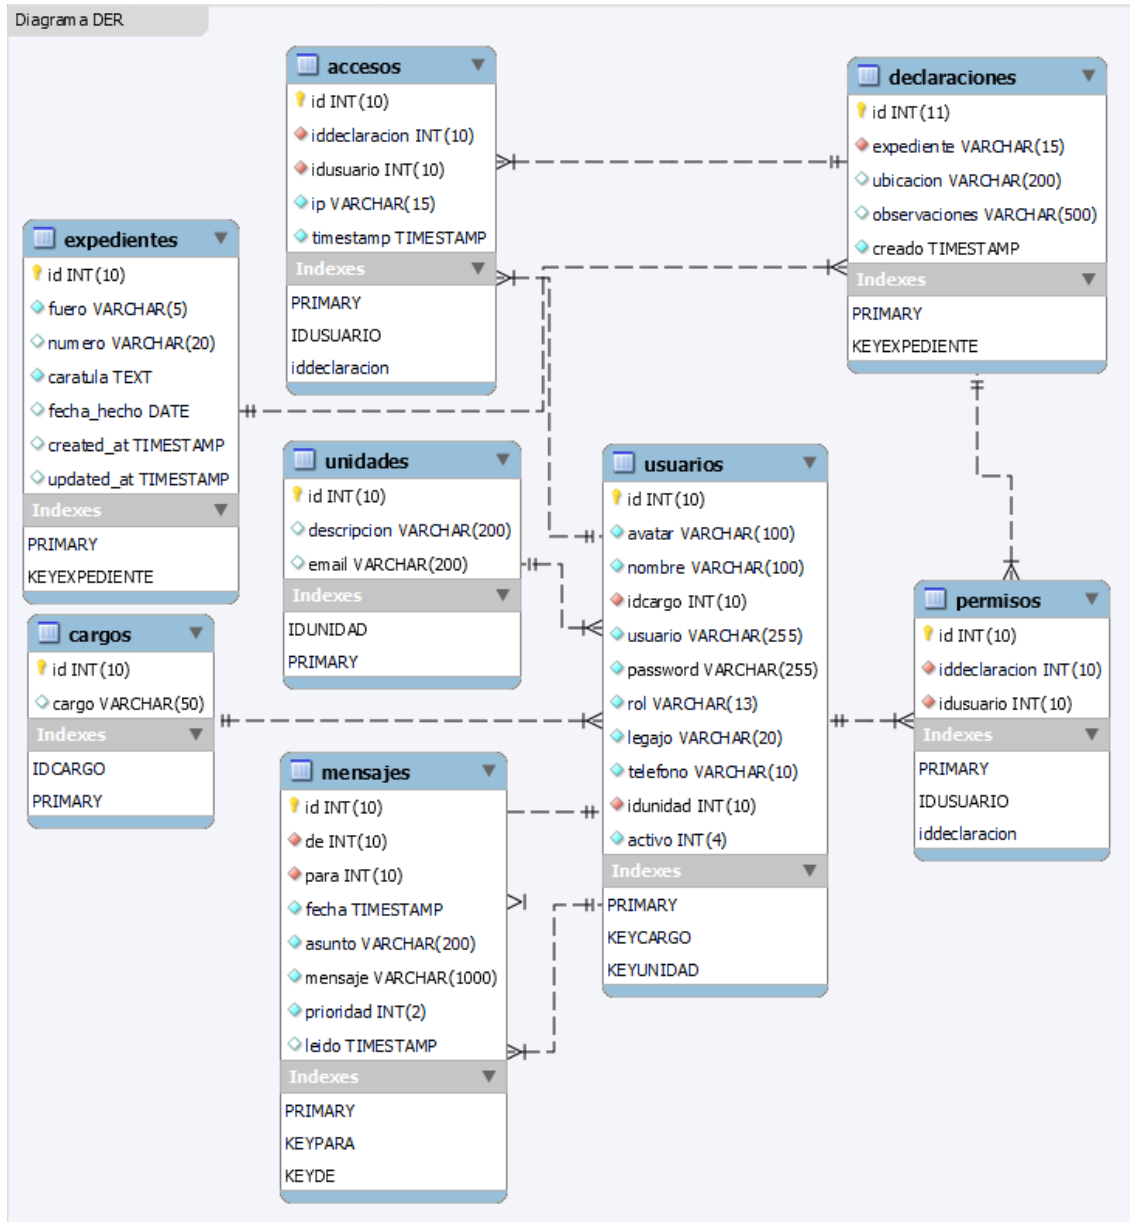 Diagrama DER
accesos
id INT(10)
iddeclaracion INT(10)
idusuario INT(10)
ip VARCHAR(15)
timestamp TIMESTAMP
Indexes
PRIMARY
IDUSUARIO
iddeclaracion
declaraciones
id INT(11)
expediente VARCHAR(15)
ubicacion VARCHAR(200)
observaciones VARCHAR(500)
creado TIMESTAMP
Indexes
PRIMARY
KEYEXPEDIENTE
expedientes
id INT(10)
fuero VARCHAR(5)
numero VARCHAR(20)
caratula TEXT
fecha_hecho DATE
created_at TIMESTAMP
updated_at TIMESTAMP
Indexes
PRIMARY
KEYEXPEDIENTE
unidades
id INT(10)
descripcion VARCHAR(200)
email VARCHAR(200)
Indexes
IDUNIDAD
PRIMARY
usuarios
id INT(10)
avatar VARCHAR(100)
nombre VARCHAR(100)
idcargo INT(10)
usuario VARCHAR(255)
password VARCHAR(255)
rol VARCHAR(13)
legajo VARCHAR(20)
telefono VARCHAR(10)
idunidad INT(10)
activo INT(4)
Indexes
PRIMARY
KEYCARGO
KEYUNIDAD
permisos
id INT(10)
iddeclaracion INT(10)
idusuario INT(10)
Indexes
PRIMARY
IDUSUARIO
iddeclaracion
cargos
id INT(10)
cargo VARCHAR(50)
Indexes
IDCARGO
PRIMARY
mensajes
id INT(10)
de INT(10)
para INT(10)
fecha TIMESTAMP
asunto VARCHAR(200)
mensaje VARCHAR(1000)
prioridad INT(2)
leido TIMESTAMP
Indexes
PRIMARY
KEYPARA
KEYDE